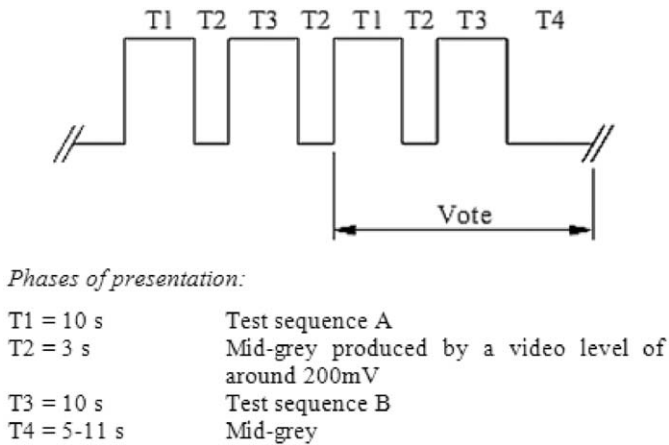 T1 T2 T3 T2 T1 T2 T3 T4
Vote
Phases of presentation:
T1 = 10 s Test sequence A
T2 = 3 s Mid-grey produced by a video level of
around 200mV
T3 = 10 s Test sequence B
T4 = 5-11 s Mid-grey